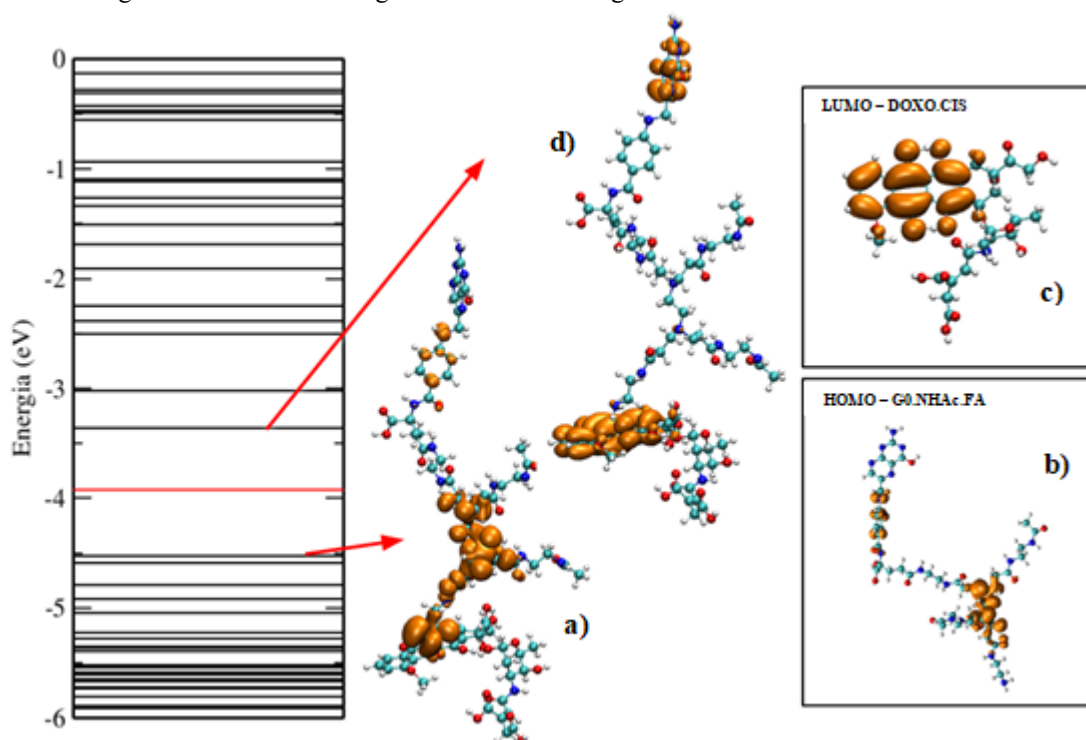 0
-1
-2
-3
-4
-5
-6
Energia (eV)
d)
a)
LUMO – DOXO.CIS
c)
HOMO – G0.NHAc.FA
b)